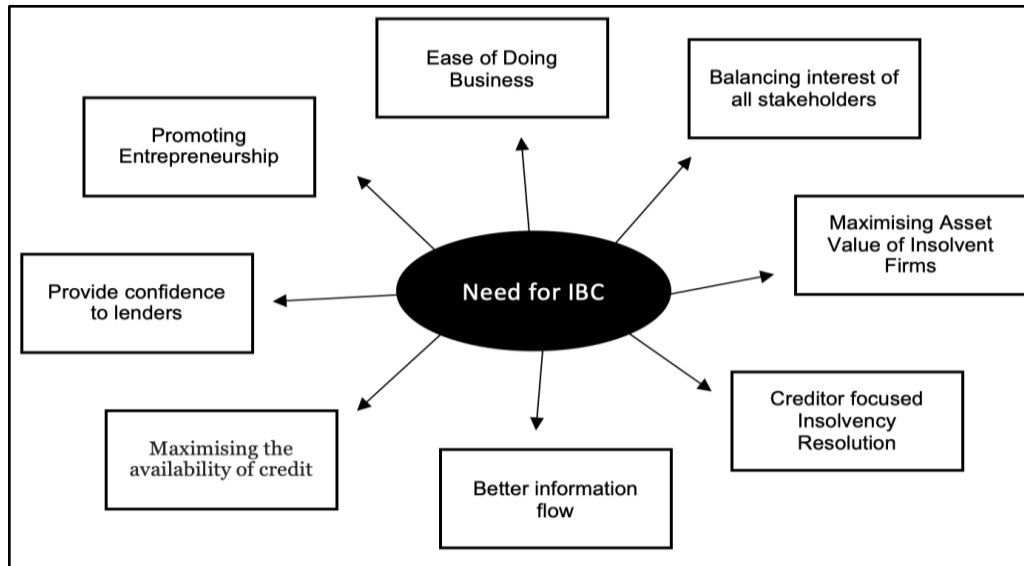 Ease of Doing
Business
Balancing interest of
all stakeholders
Promoting
Entrepreneurship
Maximising Asset
Value of Insolvent
Firms
Need for IBC
Provide confidence
to lenders
Creditor focused
Insolvency
Resolution
Maximising the
availability of credit
Better information
flow